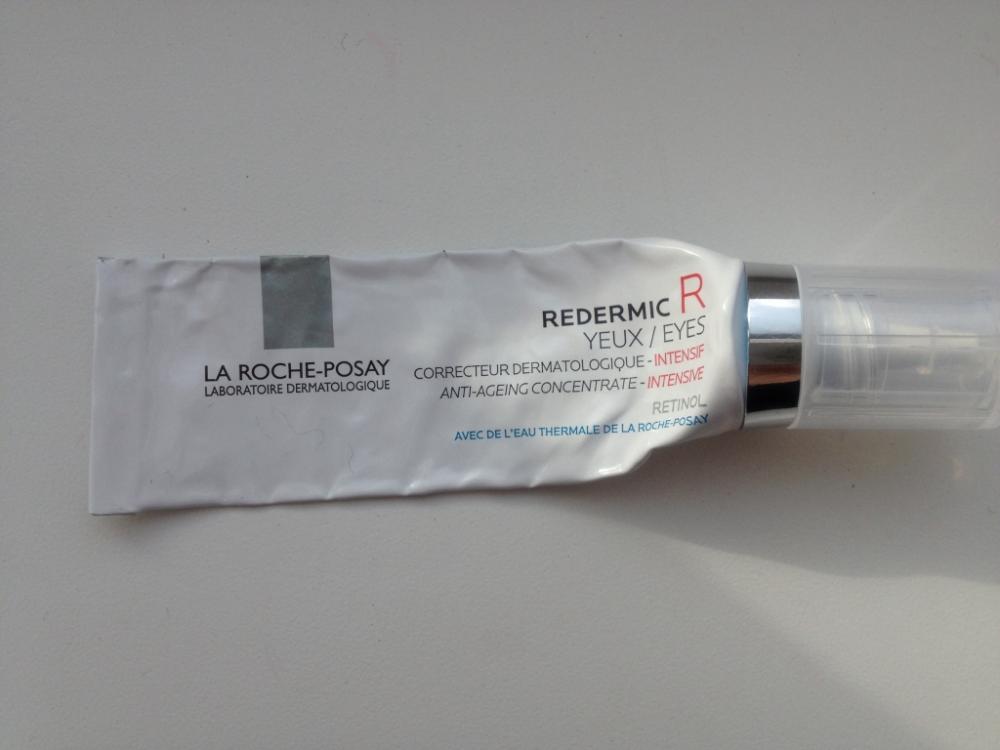 LA ROCHE-POSAY
LABORATOIRE DERMATOLOGIQUE
REDERMIC R
YEUX / EYES
CORRECTEUR DERMATOLOGIQUE - INTENSIF
ANTI-AGEING CONCENTRATE - INTENSIVE
RETINOL
AVEC DE L'EAU THERMALE DE LA ROCHE-POSAY